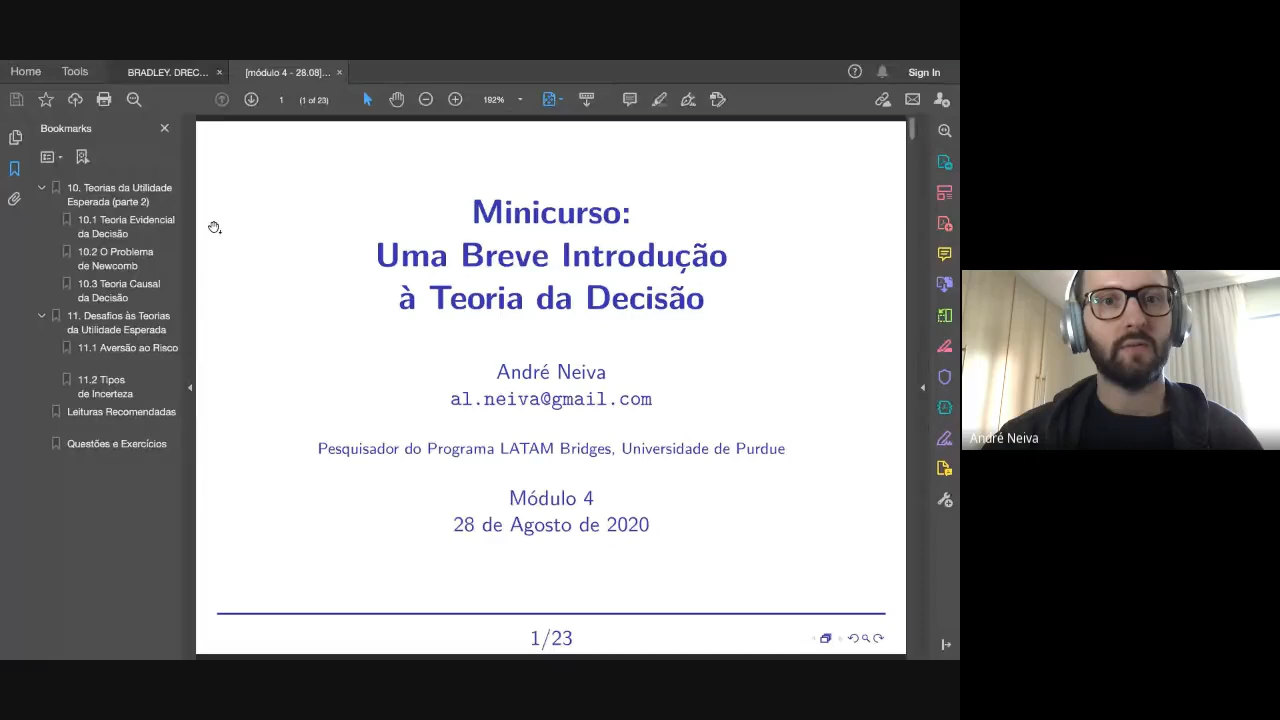 Home Tools BRADLEY. DREC... × [módulo 4 - 28.08]... × Sign In
1 (1 of 23) 192%
Bookmarks
10. Teorias da Utilidade
Esperada (parte 2)
10.1 Teoria Evidencial
da Decisão
10.2 O Problema
de Newcomb
10.3 Teoria Causal
da Decisão
11. Desafios às Teorias
da Utilidade Esperada
11.1 Aversão ao Risco
11.2 Tipos
de Incerteza
Leituras Recomendadas
Questões e Exercícios
Minicurso:
Uma Breve Introdução
à Teoria da Decisão
André Neiva
al.neiva@gmail.com
Pesquisador do Programa LATAM Bridges, Universidade de Purdue
Módulo 4
28 de Agosto de 2020
1/23
André Neiva